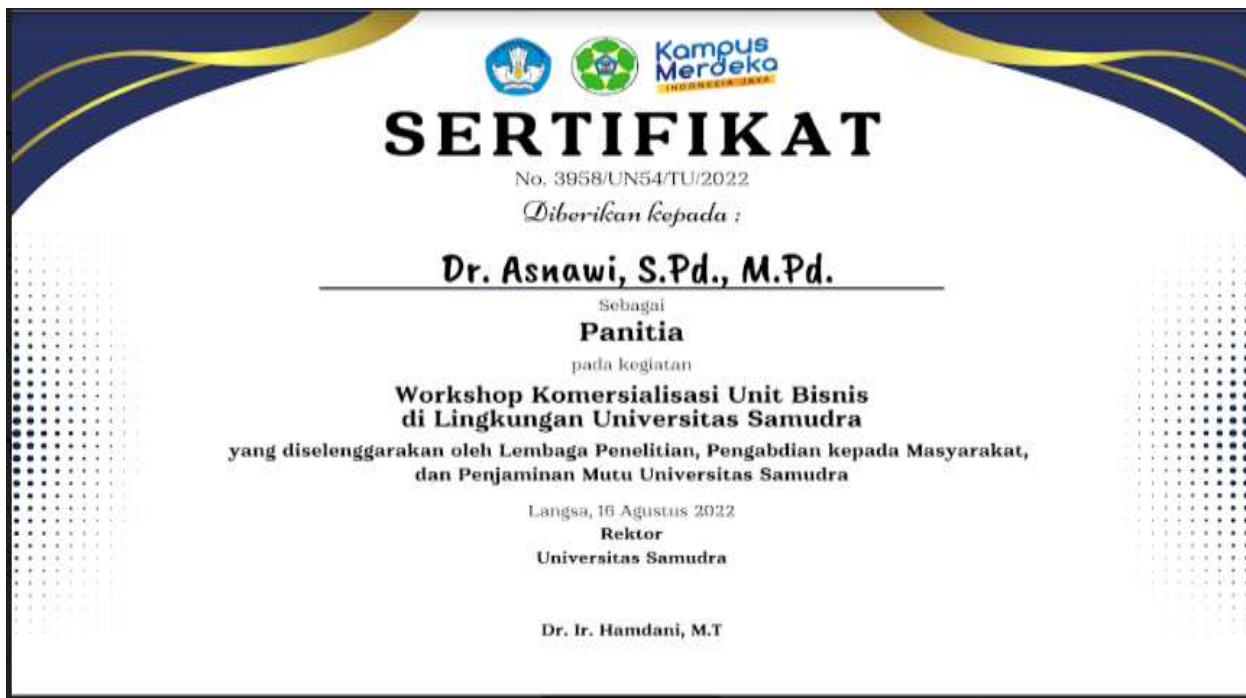 Kampus
Merdeka
INDONESIA JAYA
SERTIFIKAT
No. 3958/UN54/TU/2022
Diberikan kepada :
Dr. Asnawi, S.Pd., M.Pd.
Sebagai
Panitia
pada kegiatan
Workshop Komersialisasi Unit Bisnis
di Lingkungan Universitas Samudra
yang diselenggarakan oleh Lembaga Penelitian, Pengabdian kepada Masyarakat,
dan Penjaminan Mutu Universitas Samudra
Langsa, 16 Agustus 2022
Rektor
Universitas Samudra
Dr. Ir. Hamdani, M.T